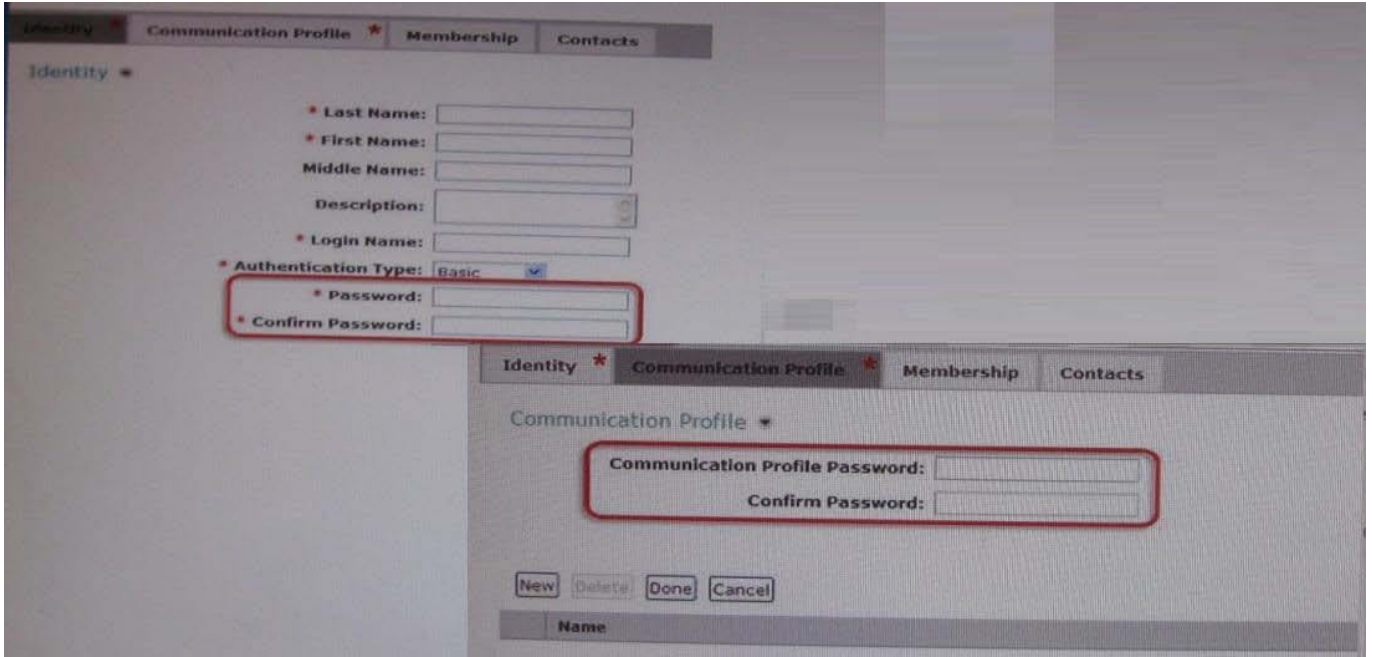 Identity * Communication Profile * Membership Contacts
Identity
* Last Name:
* First Name:
Middle Name:
Description:
* Login Name:
* Authentication Type: Basic
* Password:
* Confirm Password:
Identity * Communication Profile * Membership Contacts
Communication Profile
Communication Profile Password:
Confirm Password:
New Delete Done Cancel
Name